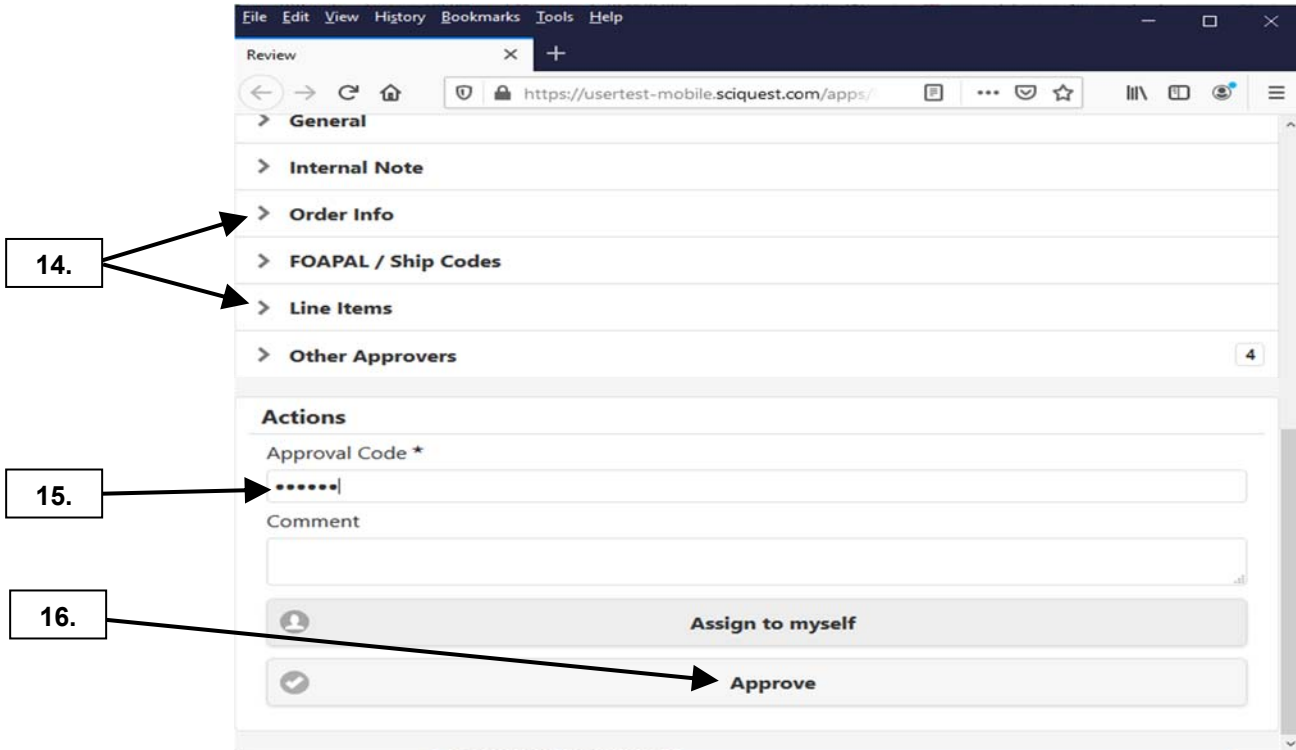 File Edit View History Bookmarks Tools Help
Review
https://usertest-mobile.sciquest.com/apps/
General
Internal Note
Order Info
14.
FOAPAL / Ship Codes
Line Items
Other Approvers 4
Actions
Approval Code *
15. ••••••
Comment
16.
Assign to myself
Approve